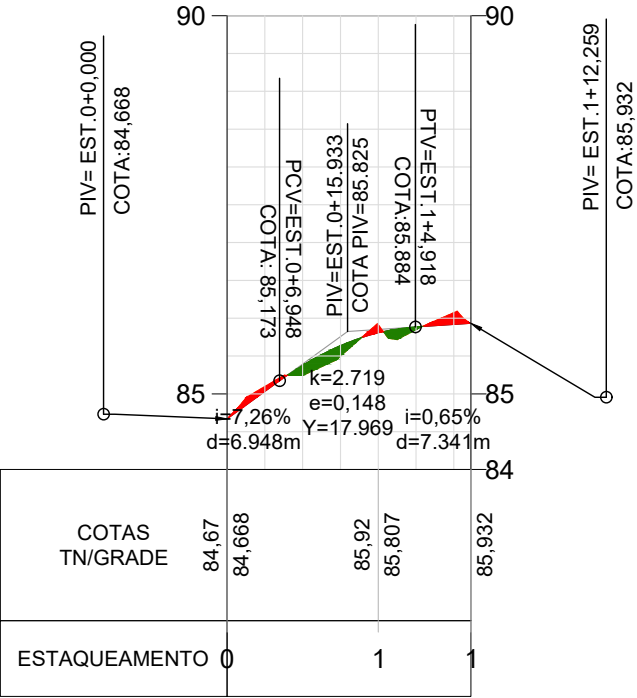 90
90
PIV= EST.0+0,000
COTA:84,668
PCV=EST.0+6,948
COTA: 85,173
PIV=EST.0+15.933
COTA PIV=85.825
PTV=EST.1+4,918
COTA:85.884
PIV= EST.1+12,259
COTA:85,932
85
85
k=2.719
e=0,148
Y=17.969
i=7,26%
d=6.948m
i=0,65%
d=7.341m
84
COTAS
TN/GRADE
84,67
84,668
85,92
85,807
85,932
ESTAQUEAMENTO
0
1
1